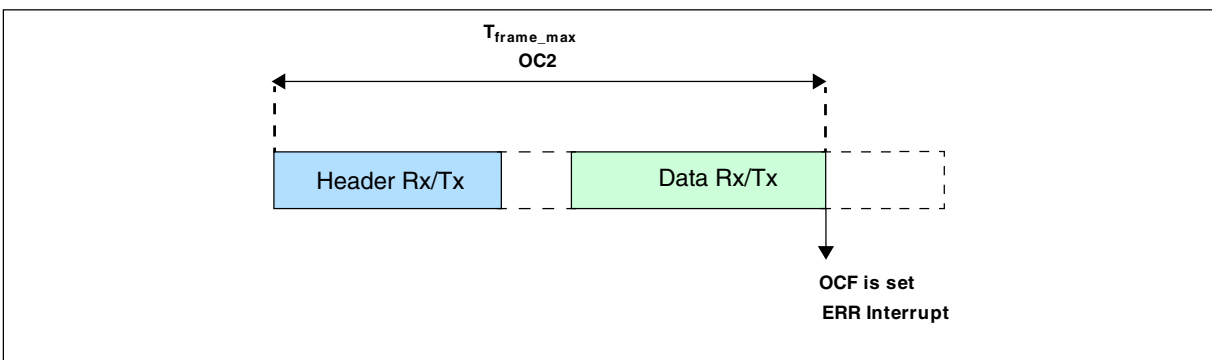 Tframe_max
OC2
Header Rx/Tx
Data Rx/Tx
OCF is set
ERR Interrupt